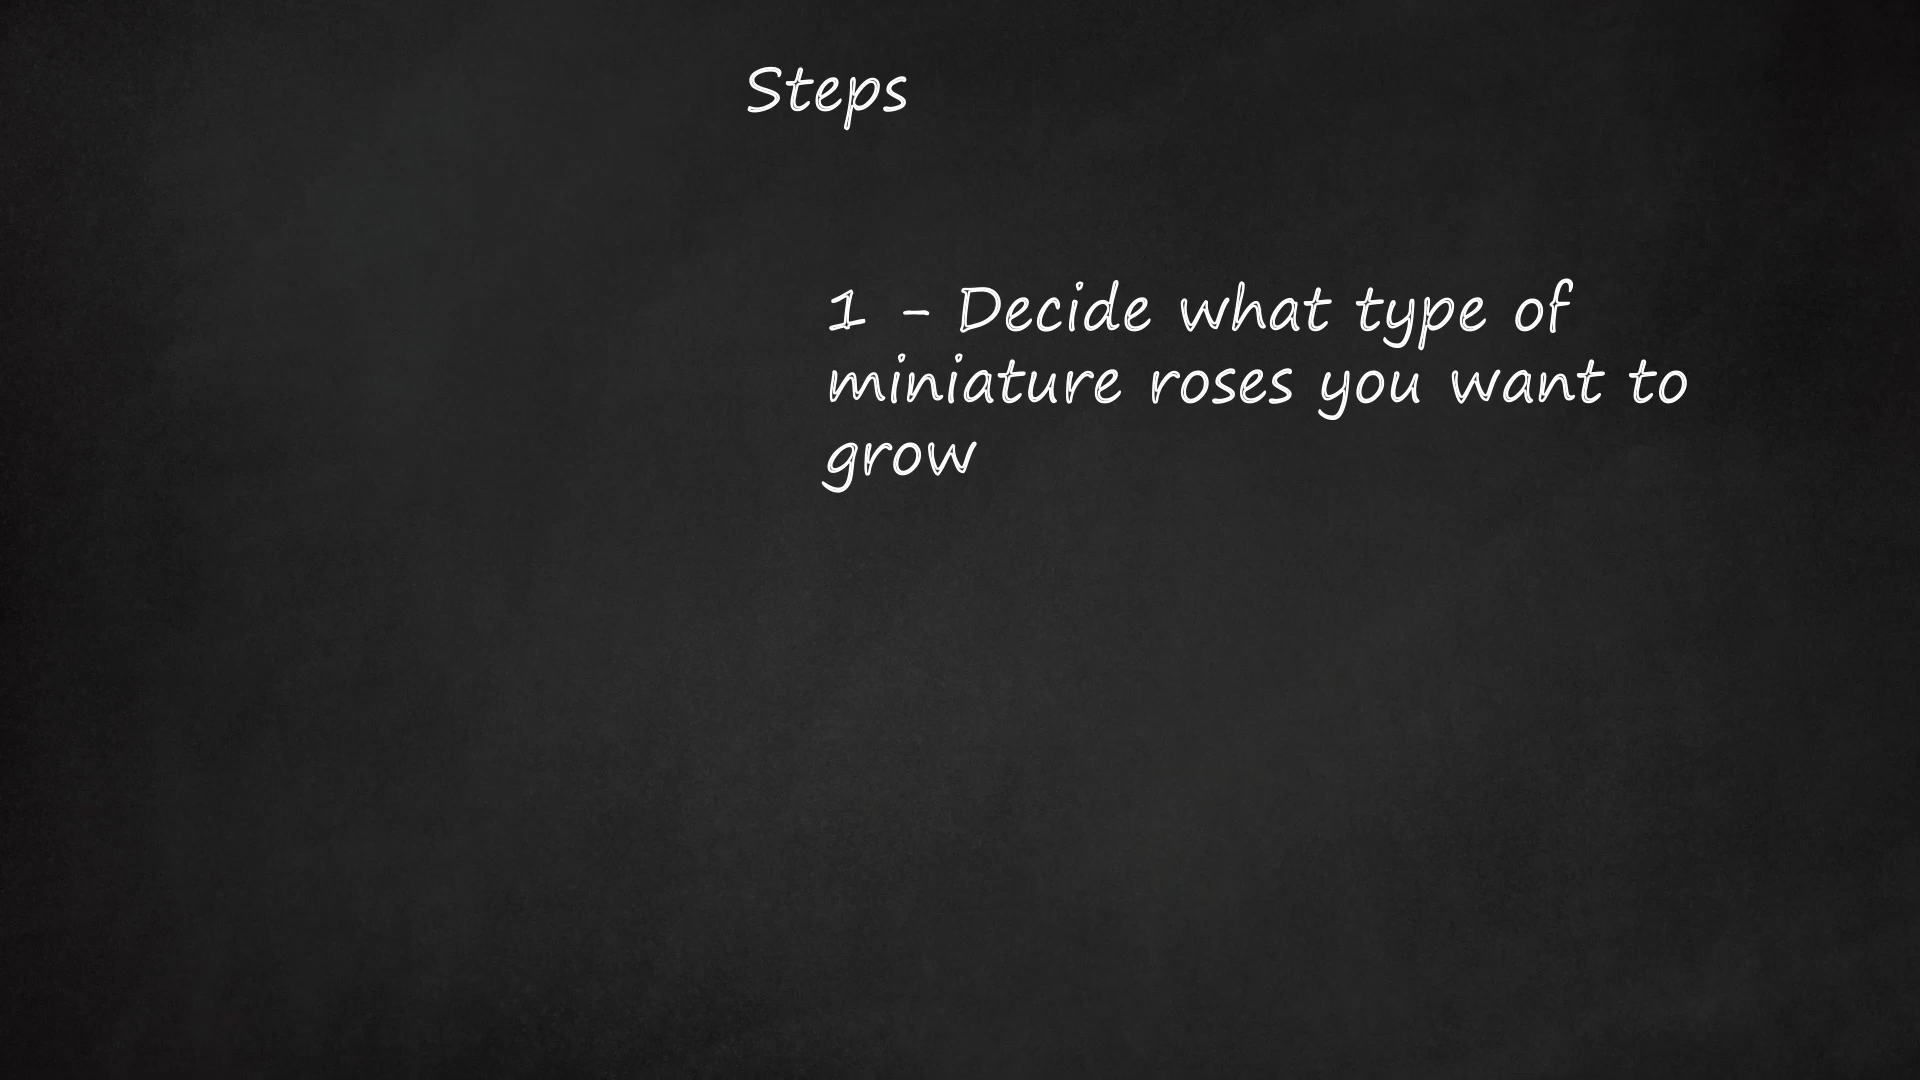 Steps
1 - Decide what type of
miniature roses you want to
grow